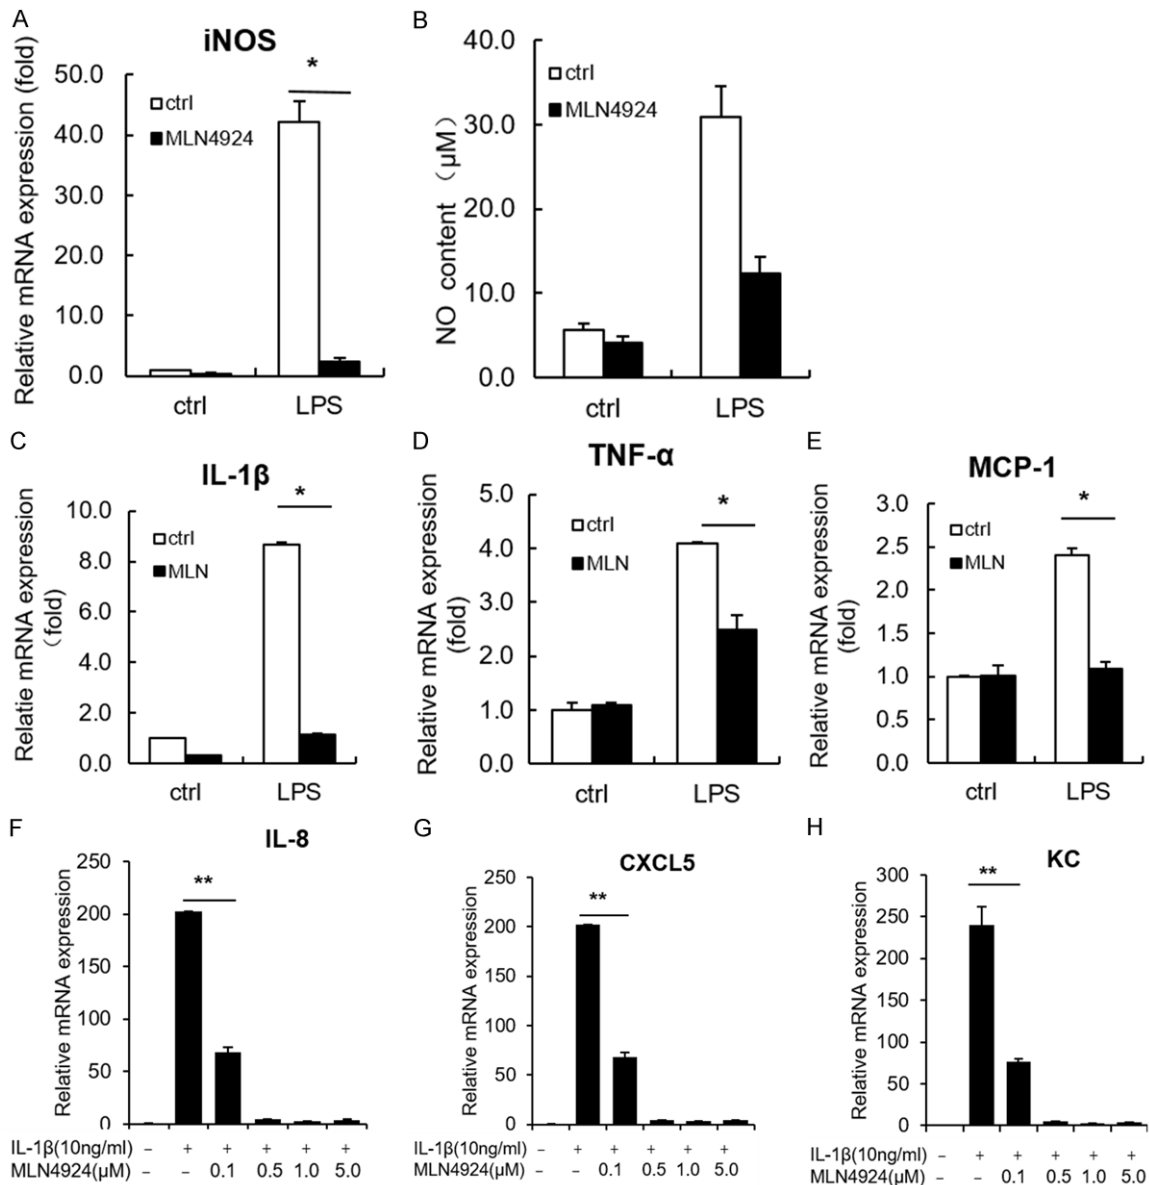 A
iNOS
Relative mRNA expression (fold)
50.0
40.0
30.0
20.0
10.0
0.0
ctrl
MLN4924
*
ctrl
LPS
B
NO content （μM）
40.0
30.0
20.0
10.0
0.0
ctrl
MLN4924
ctrl
LPS
C
IL-1β
Relatie mRNA expression
（fold)
10.0
8.0
6.0
4.0
2.0
0.0
ctrl
MLN
*
ctrl
LPS
D
TNF-α
Relative mRNA expression
(fold)
5.0
4.0
3.0
2.0
1.0
0.0
ctrl
MLN
*
ctrl
LPS
E
MCP-1
Relative mRNA expression
(fold)
3.0
2.5
2.0
1.5
1.0
0.5
0.0
ctrl
MLN
*
ctrl
LPS
F
IL-8
Relative mRNA expression
250
200
150
100
50
0
**
IL-1β(10ng/ml) − + + + + +
MLN4924(μM) − − 0.1 0.5 1.0 5.0
G
CXCL5
Relative mRNA expression
250
200
150
100
50
0
**
IL-1β(10ng/ml) − + + + + +
MLN4924(μM) − − 0.1 0.5 1.0 5.0
H
KC
Relative mRNA expression
300
250
200
150
100
50
0
**
IL-1β(10ng/ml) − + + + + +
MLN4924(μM) − − 0.1 0.5 1.0 5.0